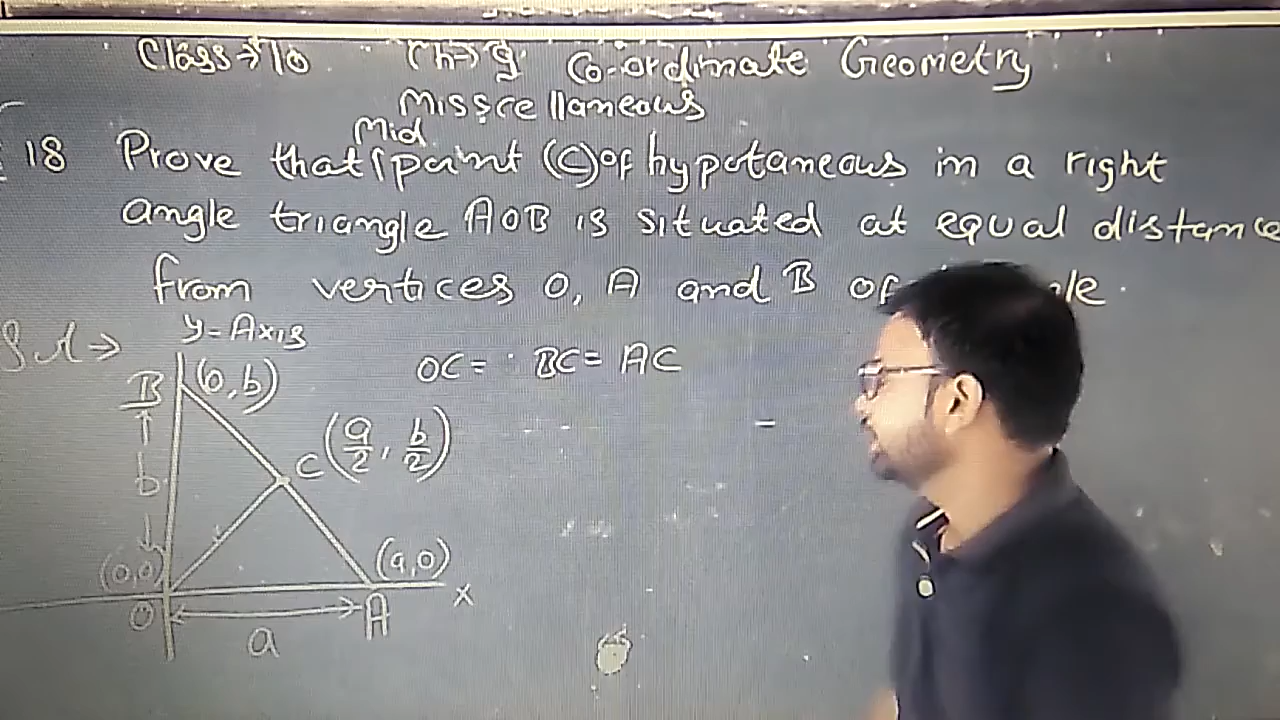 Class→10 Ch→9 Co-ordinate Geometry
Missce llaneous
Mid
18 Prove that point (C) of hypotaneous in a right
angle triangle AOB is situated at equal distance
from vertices O, A and B of
Sol→ y=Axis
OC= BC= AC
B (0,b)
C (a/2, b/2)
b
(0,0) (a,0)
O A X
a